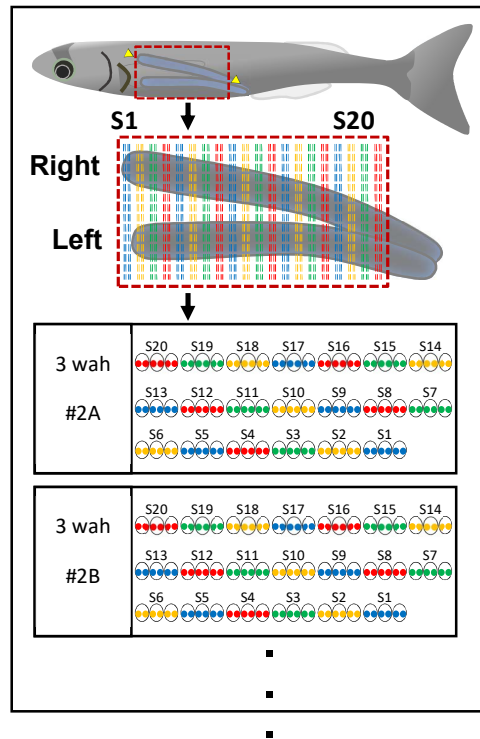 S1 S20
Right
Left
S20 S19 S18 S17 S16 S15 S14
3 wah
S13 S12 S11 S10 S9 S8 S7
#2A
S6 S5 S4 S3 S2 S1
S20 S19 S18 S17 S16 S15 S14
3 wah
S13 S12 S11 S10 S9 S8 S7
#2B
S6 S5 S4 S3 S2 S1